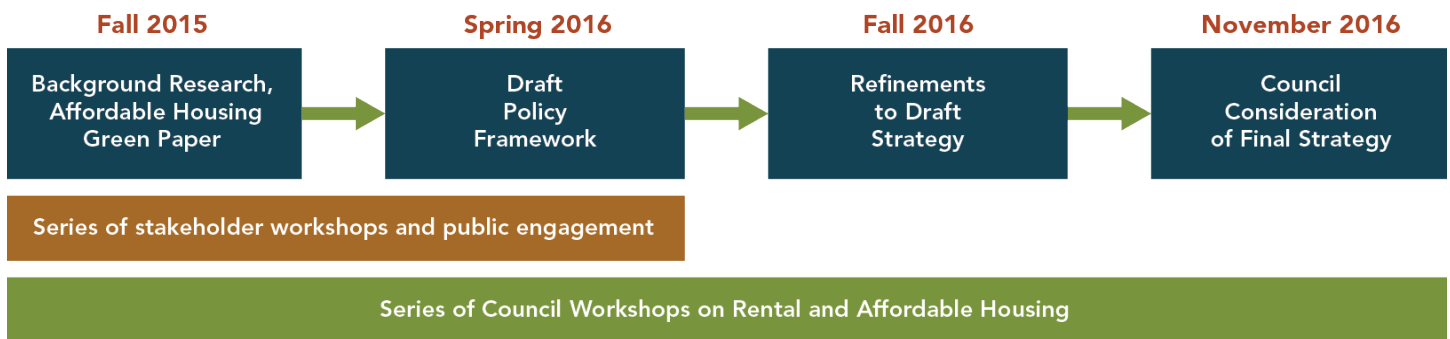 Fall 2015
Background Research,
Affordable Housing
Green Paper
Spring 2016
Draft
Policy
Framework
Fall 2016
Refinements
to Draft
Strategy
November 2016
Council
Consideration
of Final Strategy
Series of stakeholder workshops and public engagement
Series of Council Workshops on Rental and Affordable Housing